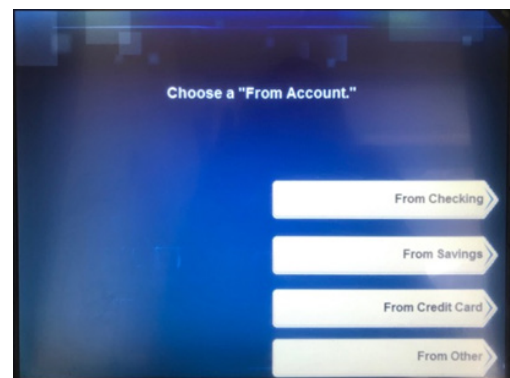 Choose a "From Account."
From Checking
From Savings
From Credit Card
From Other